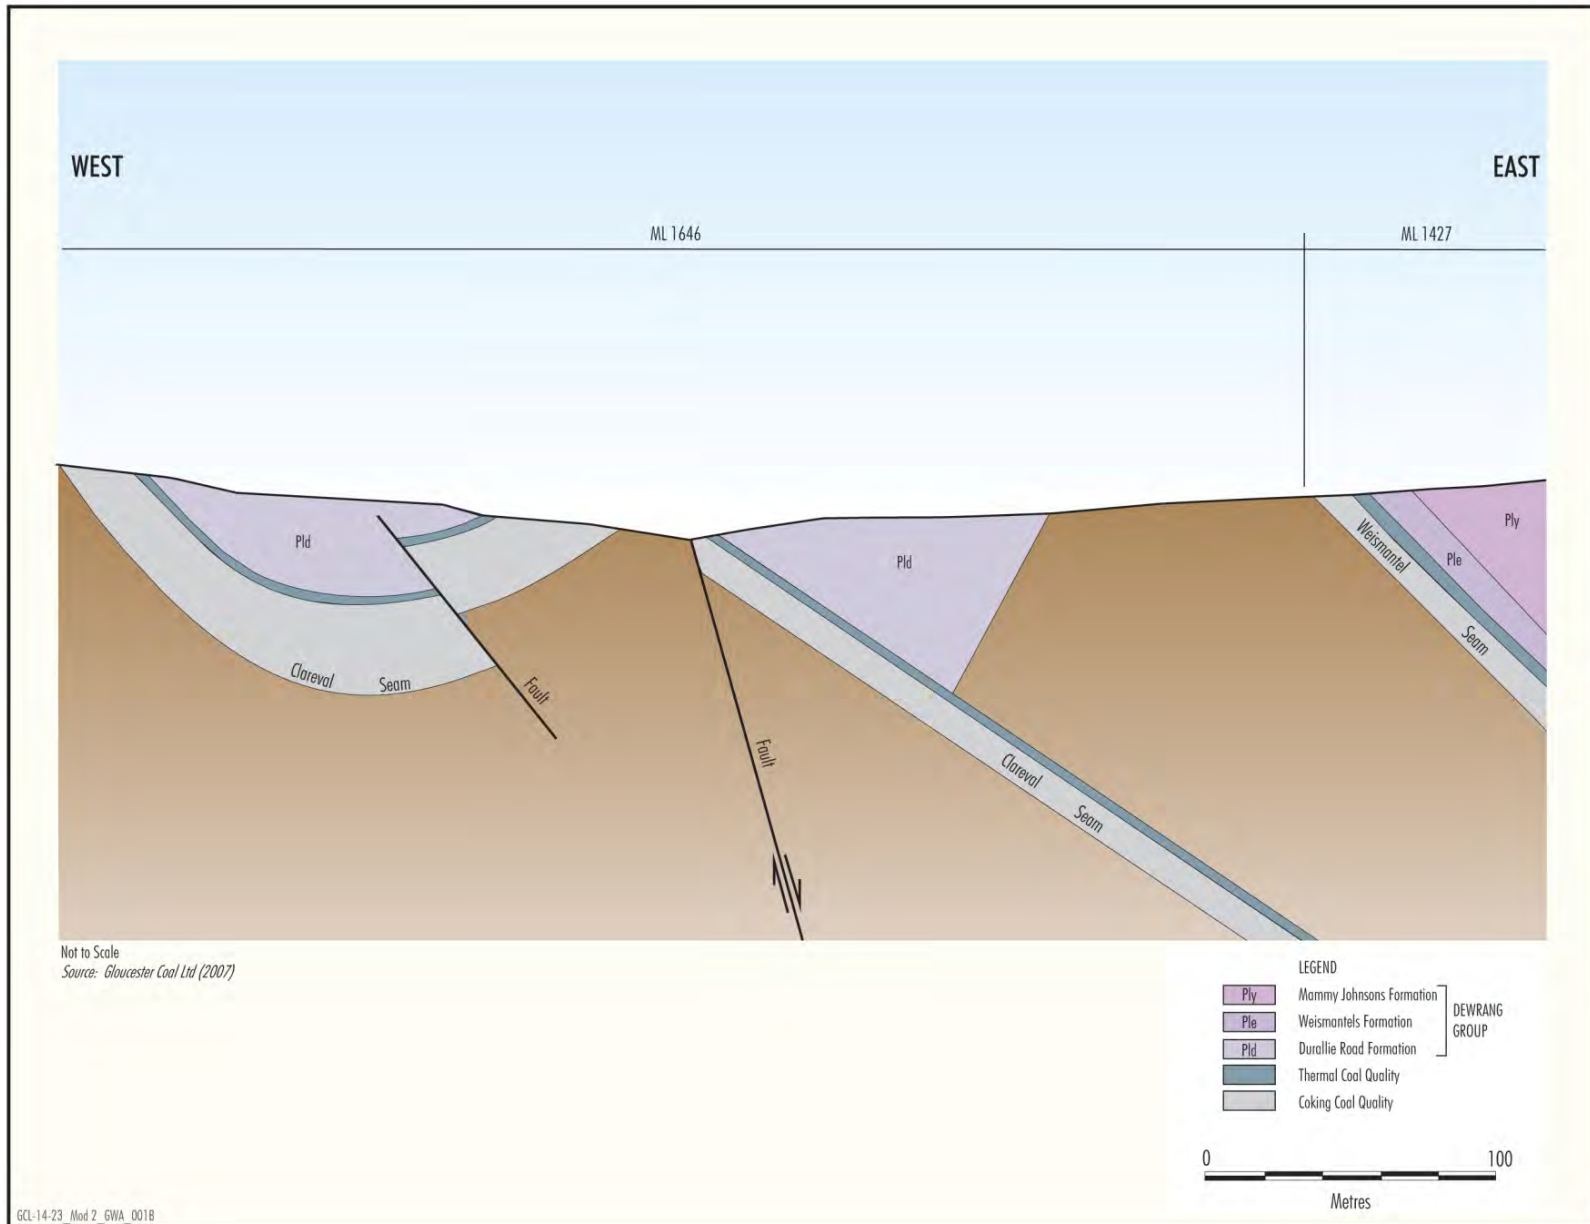 WEST
EAST
ML 1646
ML 1427
Pld
Clareval Seam
Fault
Fault
Pld
Clareval Seam
Weismantel Seam
Ple
Ply
Not to Scale
Source: Gloucester Coal Ltd (2007)
LEGEND
Ply Mammy Johnsons Formation
Ple Weismantels Formation
Pld Durallie Road Formation
DEWRANG
GROUP
Thermal Coal Quality
Coking Coal Quality
0 100
Metres
GCL-14-23_Mod 2_GWA_001B